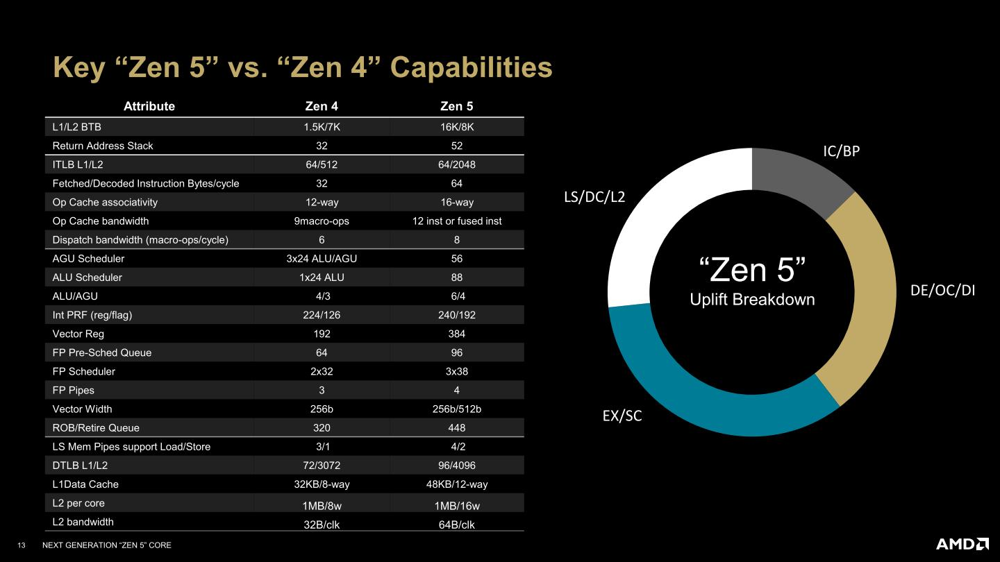 Key “Zen 5” vs. “Zen 4” Capabilities
Attribute Zen 4 Zen 5
L1/L2 BTB 1.5K/7K 16K/8K
Return Address Stack 32 52
ITLB L1/L2 64/512 64/2048
Fetched/Decoded Instruction Bytes/cycle 32 64
Op Cache associativity 12-way 16-way
Op Cache bandwidth 9macro-ops 12 inst or fused inst
Dispatch bandwidth (macro-ops/cycle) 6 8
AGU Scheduler 3x24 ALU/AGU 56
ALU Scheduler 1x24 ALU 88
ALU/AGU 4/3 6/4
Int PRF (reg/flag) 224/126 240/192
Vector Reg 192 384
FP Pre-Sched Queue 64 96
FP Scheduler 2x32 3x38
FP Pipes 3 4
Vector Width 256b 256b/512b
ROB/Retire Queue 320 448
LS Mem Pipes support Load/Store 3/1 4/2
DTLB L1/L2 72/3072 96/4096
L1Data Cache 32KB/8-way 48KB/12-way
L2 per core 1MB/8w 1MB/16w
L2 bandwidth 32B/clk 64B/clk
IC/BP
LS/DC/L2
“Zen 5”
Uplift Breakdown
DE/OC/DI
EX/SC
13 NEXT GENERATION “ZEN 5” CORE
AMD